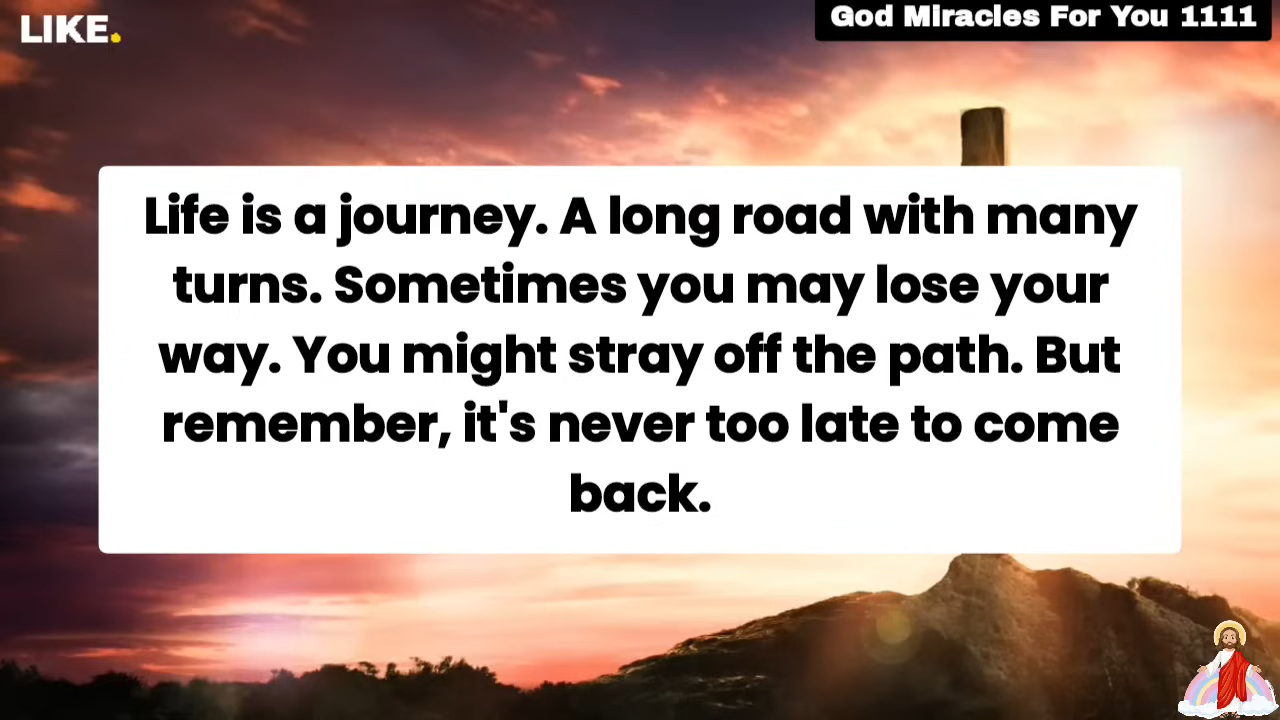 LIKE.
God Miracles For You 1111
Life is a journey. A long road with many
turns. Sometimes you may lose your
way. You might stray off the path. But
remember, it's never too late to come
back.